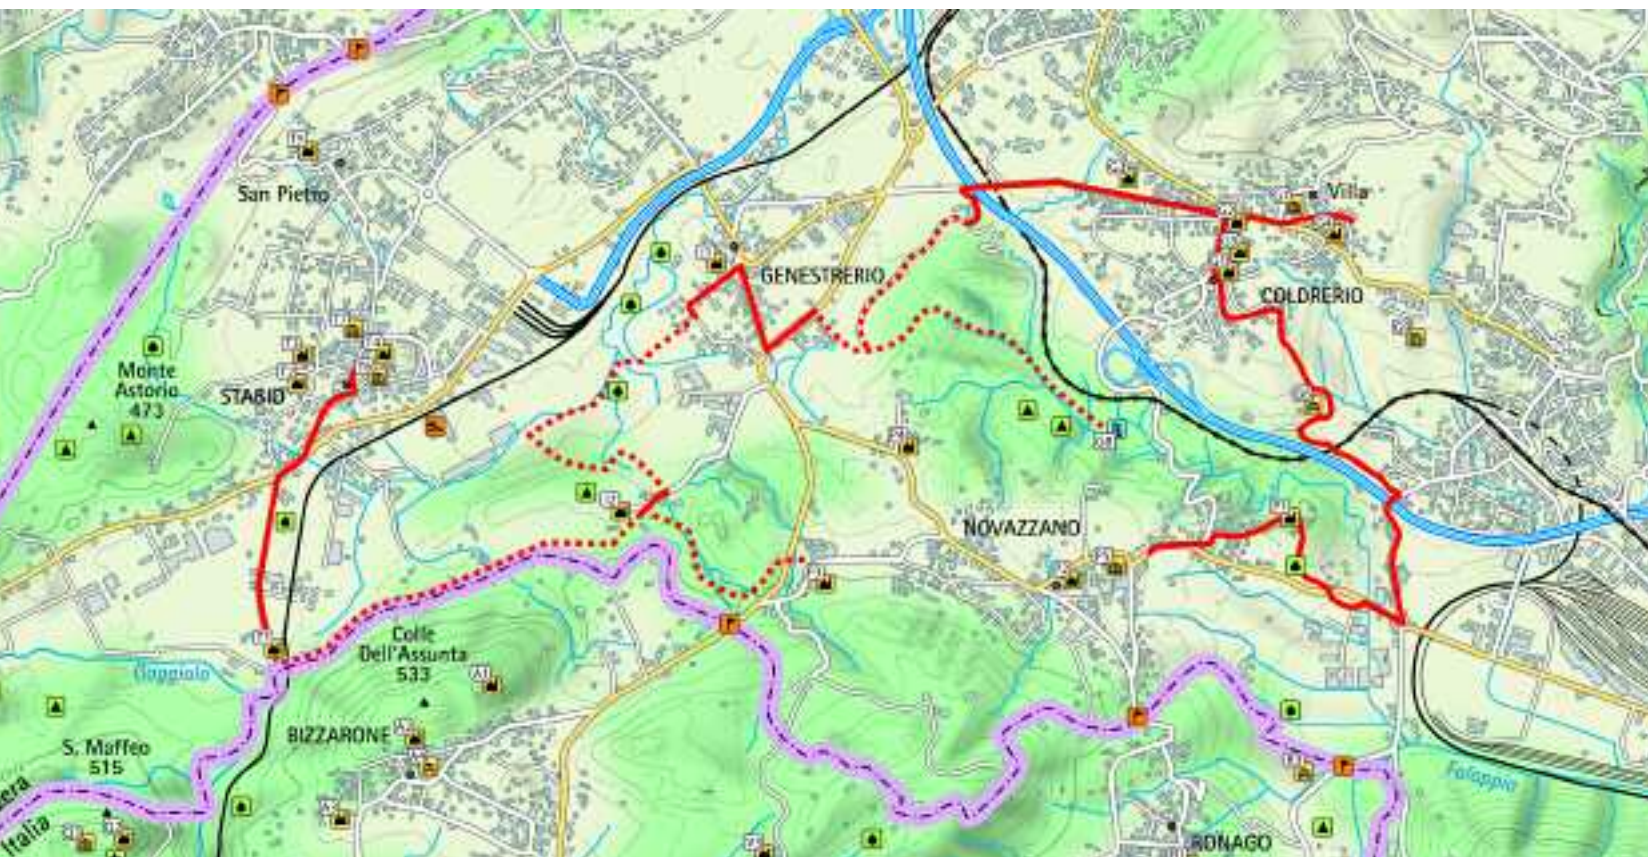 San Pietro
Villa
GENESTRERIO
COLDRERIO
Monte
Astorio
473
STABIO
NOVAZZANO
Colle
Dell'Assunta
533
Gaggiolo
BIZZARONE
S. Maffeo
515
Italia
Falappia
RONAGO